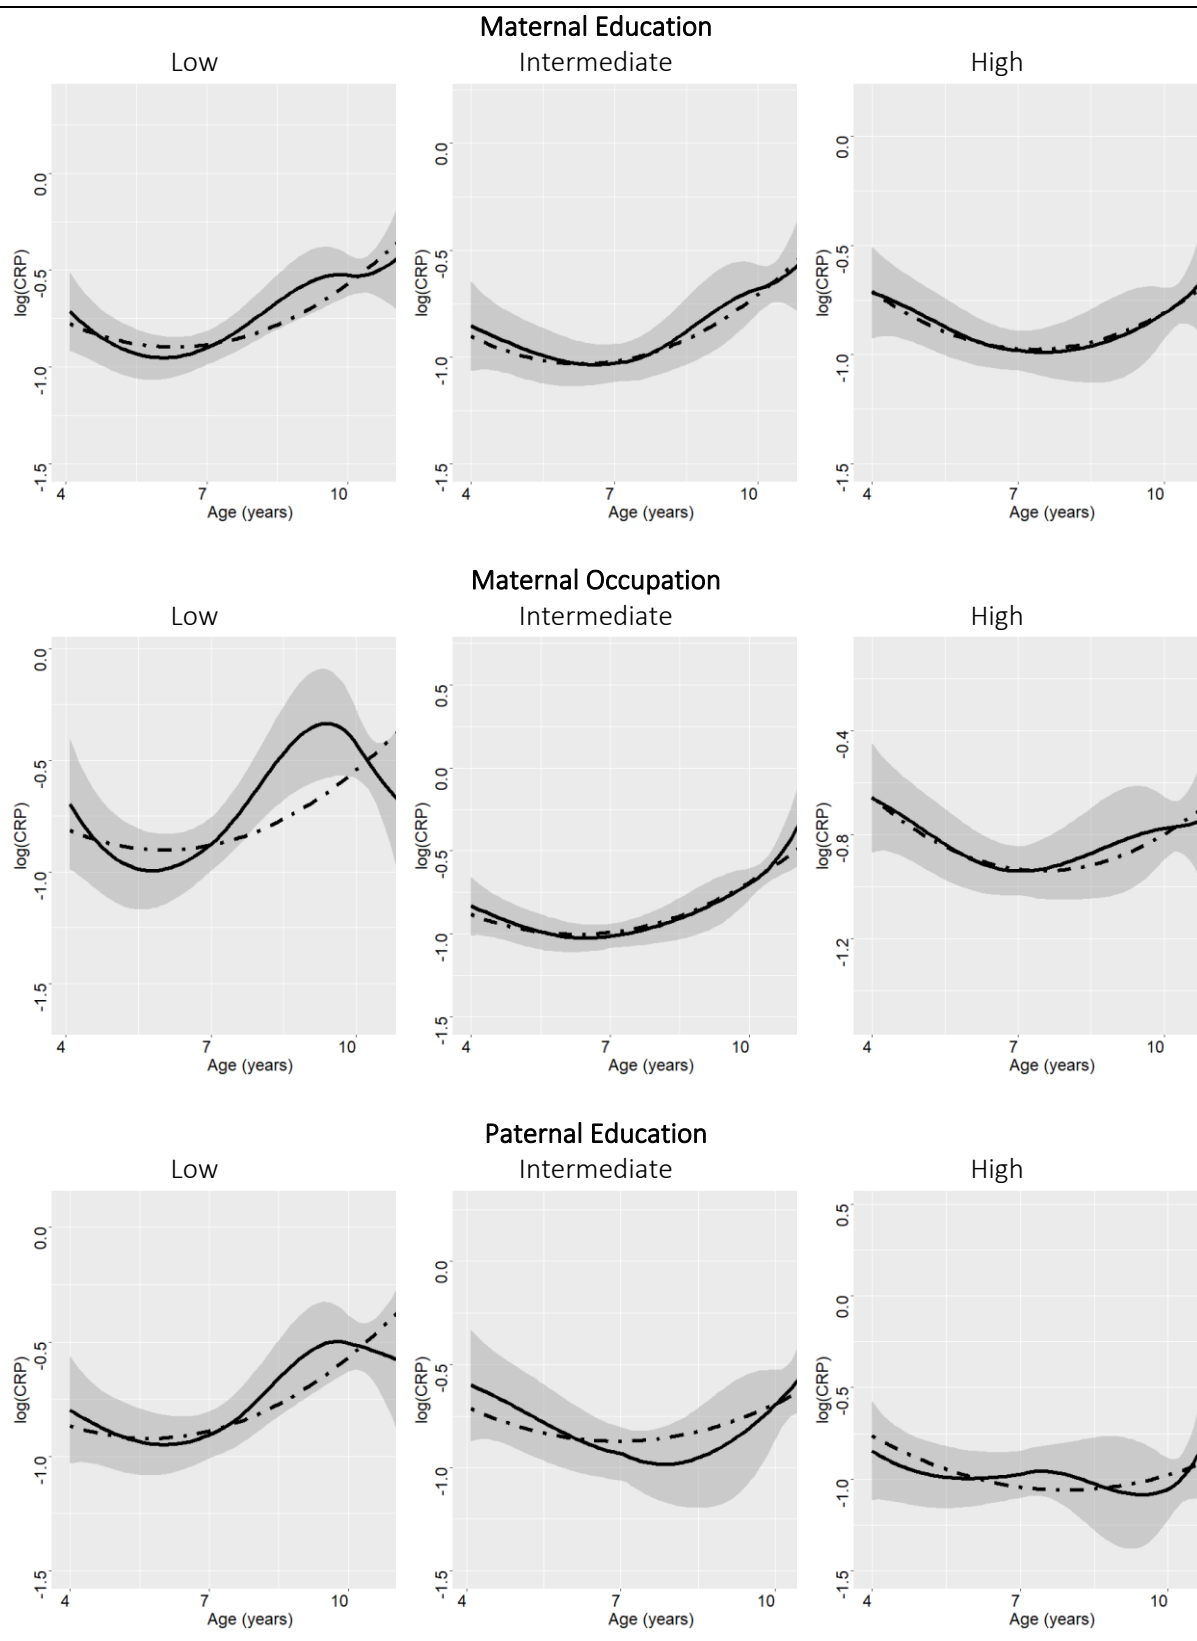 Maternal Education
Low Intermediate High
log(CRP) 0.0 -0.5 -1.0 -1.5
4 7 10
Age (years)
log(CRP) 0.0 -0.5 -1.0 -1.5
4 7 10
Age (years)
log(CRP) 0.0 -0.5 -1.0 -1.5
4 7 10
Age (years)
Maternal Occupation
Low Intermediate High
log(CRP) 0.0 -0.5 -1.0 -1.5
4 7 10
Age (years)
log(CRP) 0.5 0.0 -0.5 -1.0 -1.5
4 7 10
Age (years)
log(CRP) -0.4 -0.8 -1.2
4 7 10
Age (years)
Paternal Education
Low Intermediate High
log(CRP) 0.0 -0.5 -1.0 -1.5
4 7 10
Age (years)
log(CRP) 0.0 -0.5 -1.0 -1.5
4 7 10
Age (years)
log(CRP) 0.5 0.0 -0.5 -1.0 -1.5
4 7 10
Age (years)